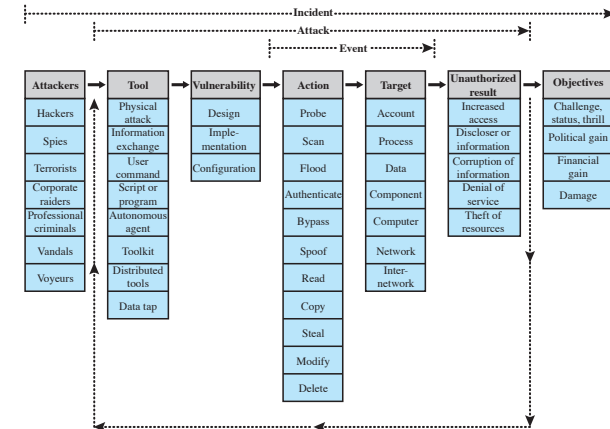 Incident
Attack
Event
Attackers
Tool
Vulnerability
Action
Target
Unauthorized
result
Objectives
Hackers
Spies
Terrorists
Corporate
raiders
Professional
criminals
Vandals
Voyeurs
Physical
attack
Information
exchange
User
command
Script or
program
Autonomous
agent
Toolkit
Distributed
tools
Data tap
Design
Imple-
mentation
Configuration
Probe
Scan
Flood
Authenticate
Bypass
Spoof
Read
Copy
Steal
Modify
Delete
Account
Process
Data
Component
Computer
Network
Inter-
network
Increased
access
Discloser or
information
Corruption of
information
Denial of
service
Theft of
resources
Challenge,
status, thrill
Political gain
Financial
gain
Damage